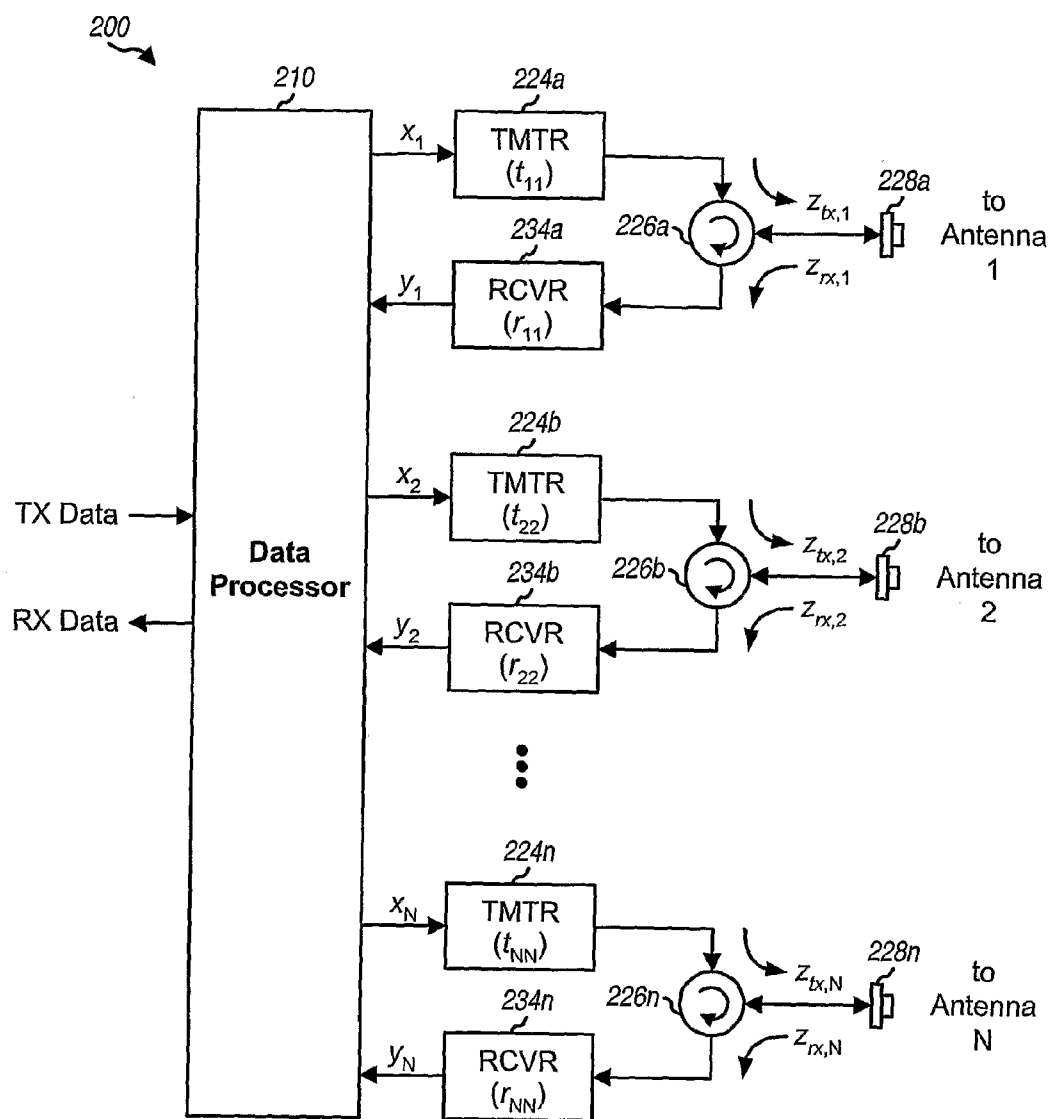 200
210
224a
x1
TMTR
(t11)
ztx,1
228a
to
Antenna
1
226a
234a
y1
RCVR
(r11)
zrx,1
224b
x2
TMTR
(t22)
ztx,2
228b
to
Antenna
2
226b
TX Data
Data
Processor
RX Data
234b
y2
RCVR
(r22)
zrx,2
224n
xN
TMTR
(tNN)
ztx,N
228n
to
Antenna
N
226n
234n
yN
RCVR
(rNN)
zrx,N